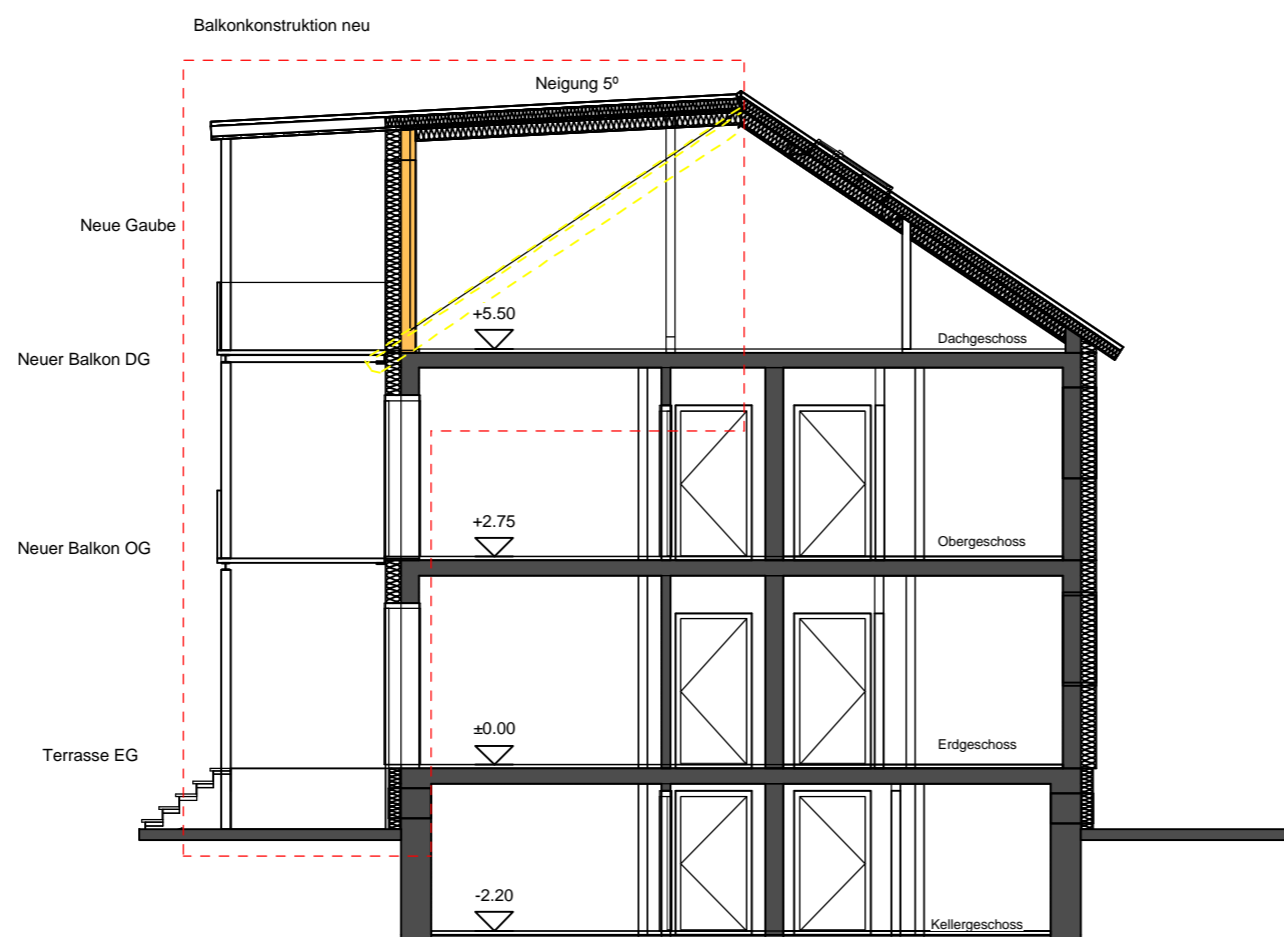 Balkonkonstruktion neu
Neigung 5º
Neue Gaube
+5.50
Dachgeschoss
Neuer Balkon DG
+2.75
Obergeschoss
Neuer Balkon OG
±0.00
Erdgeschoss
Terrasse EG
-2.20
Kellergeschoss